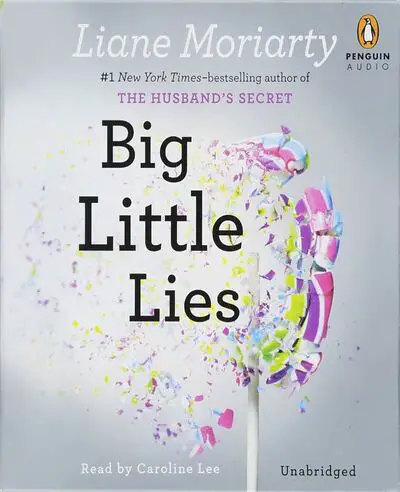 Liane Moriarty
PENGUIN
AUDIO
#1 New York Times–bestselling author of
THE HUSBAND'S SECRET
Big
Little
Lies
Read by Caroline Lee
Unabridged